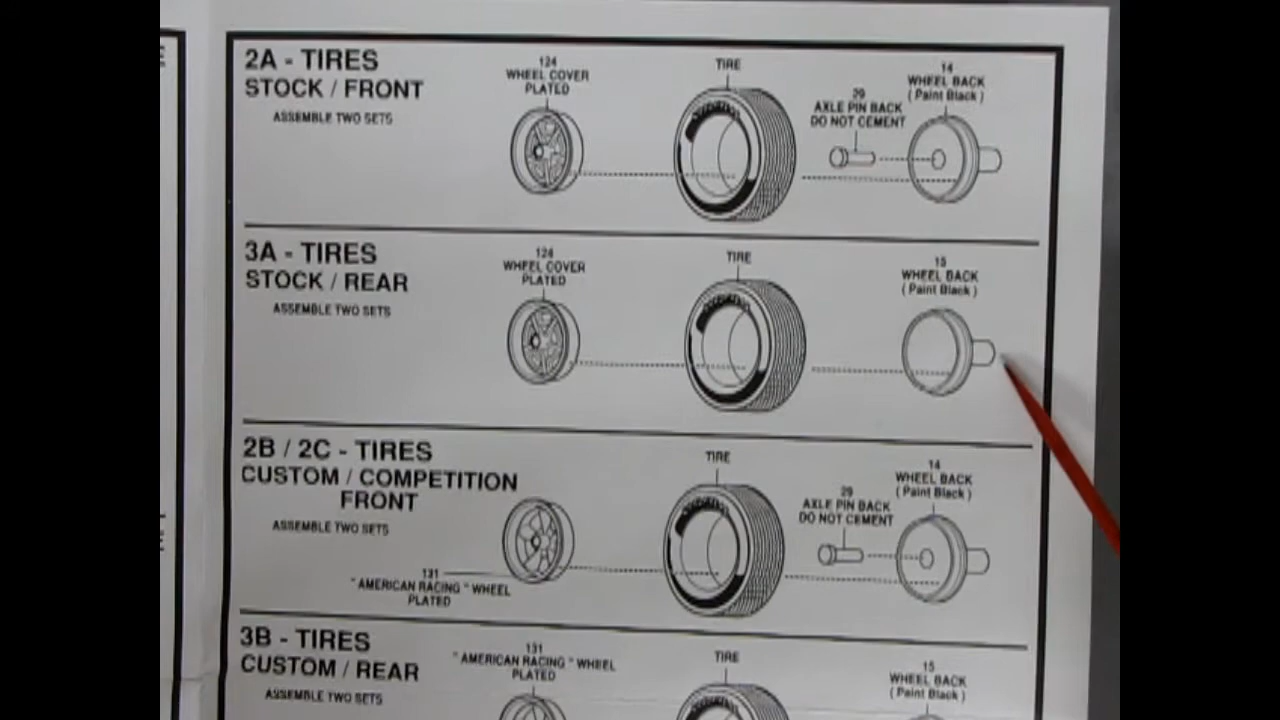 2A - TIRES
STOCK / FRONT
ASSEMBLE TWO SETS
124
WHEEL COVER
PLATED
TIRE
29
AXLE PIN BACK
DO NOT CEMENT
14
WHEEL BACK
( Paint Black )
3A - TIRES
STOCK / REAR
ASSEMBLE TWO SETS
124
WHEEL COVER
PLATED
TIRE
15
WHEEL BACK
( Paint Black )
2B / 2C - TIRES
CUSTOM / COMPETITION
FRONT
ASSEMBLE TWO SETS
131
" AMERICAN RACING " WHEEL
PLATED
TIRE
29
AXLE PIN BACK
DO NOT CEMENT
14
WHEEL BACK
( Paint Black )
3B - TIRES
CUSTOM / REAR
ASSEMBLE TWO SETS
131
" AMERICAN RACING " WHEEL
PLATED
TIRE
15
WHEEL BACK
( Paint Black )